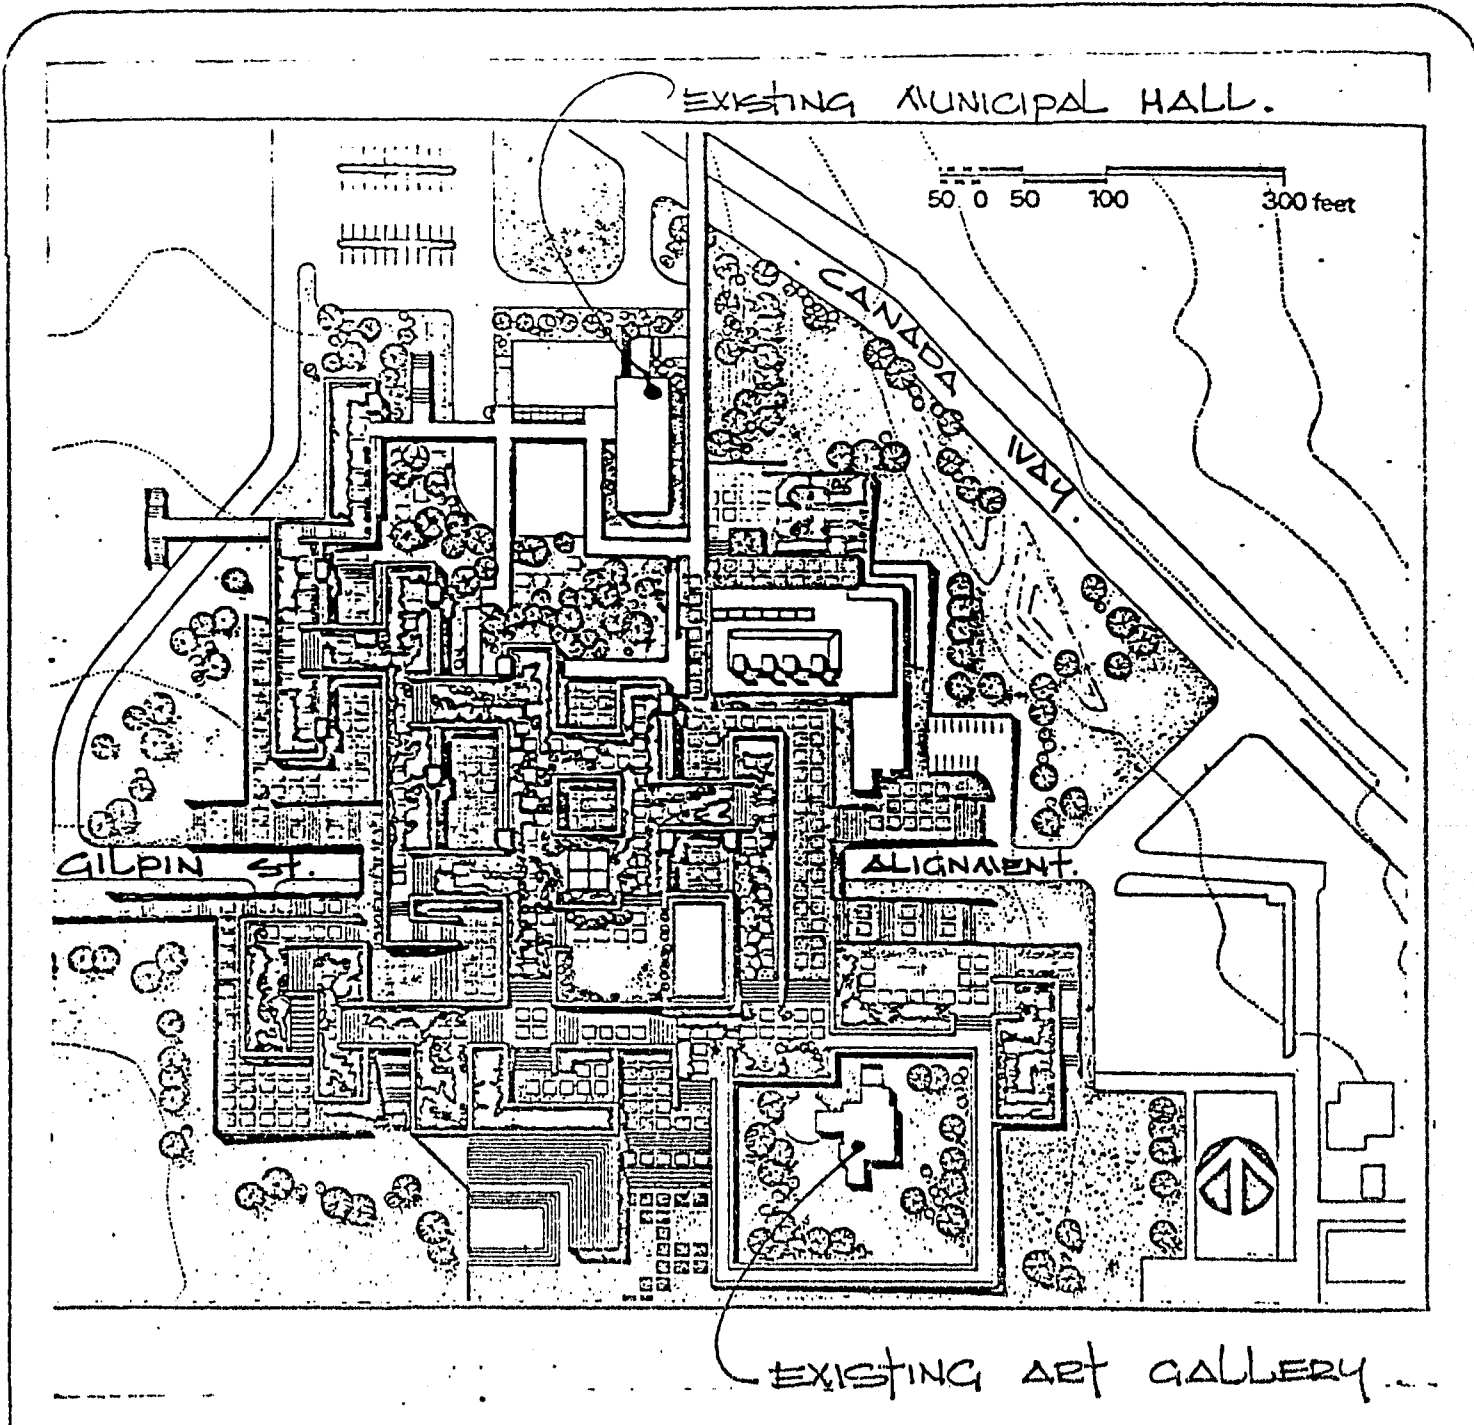 EXISTING MUNICIPAL HALL.
50 0 50 100 300 feet
CANADA WAY.
GILPIN St. ALIGNMENT.
EXISTING ART GALLERY...